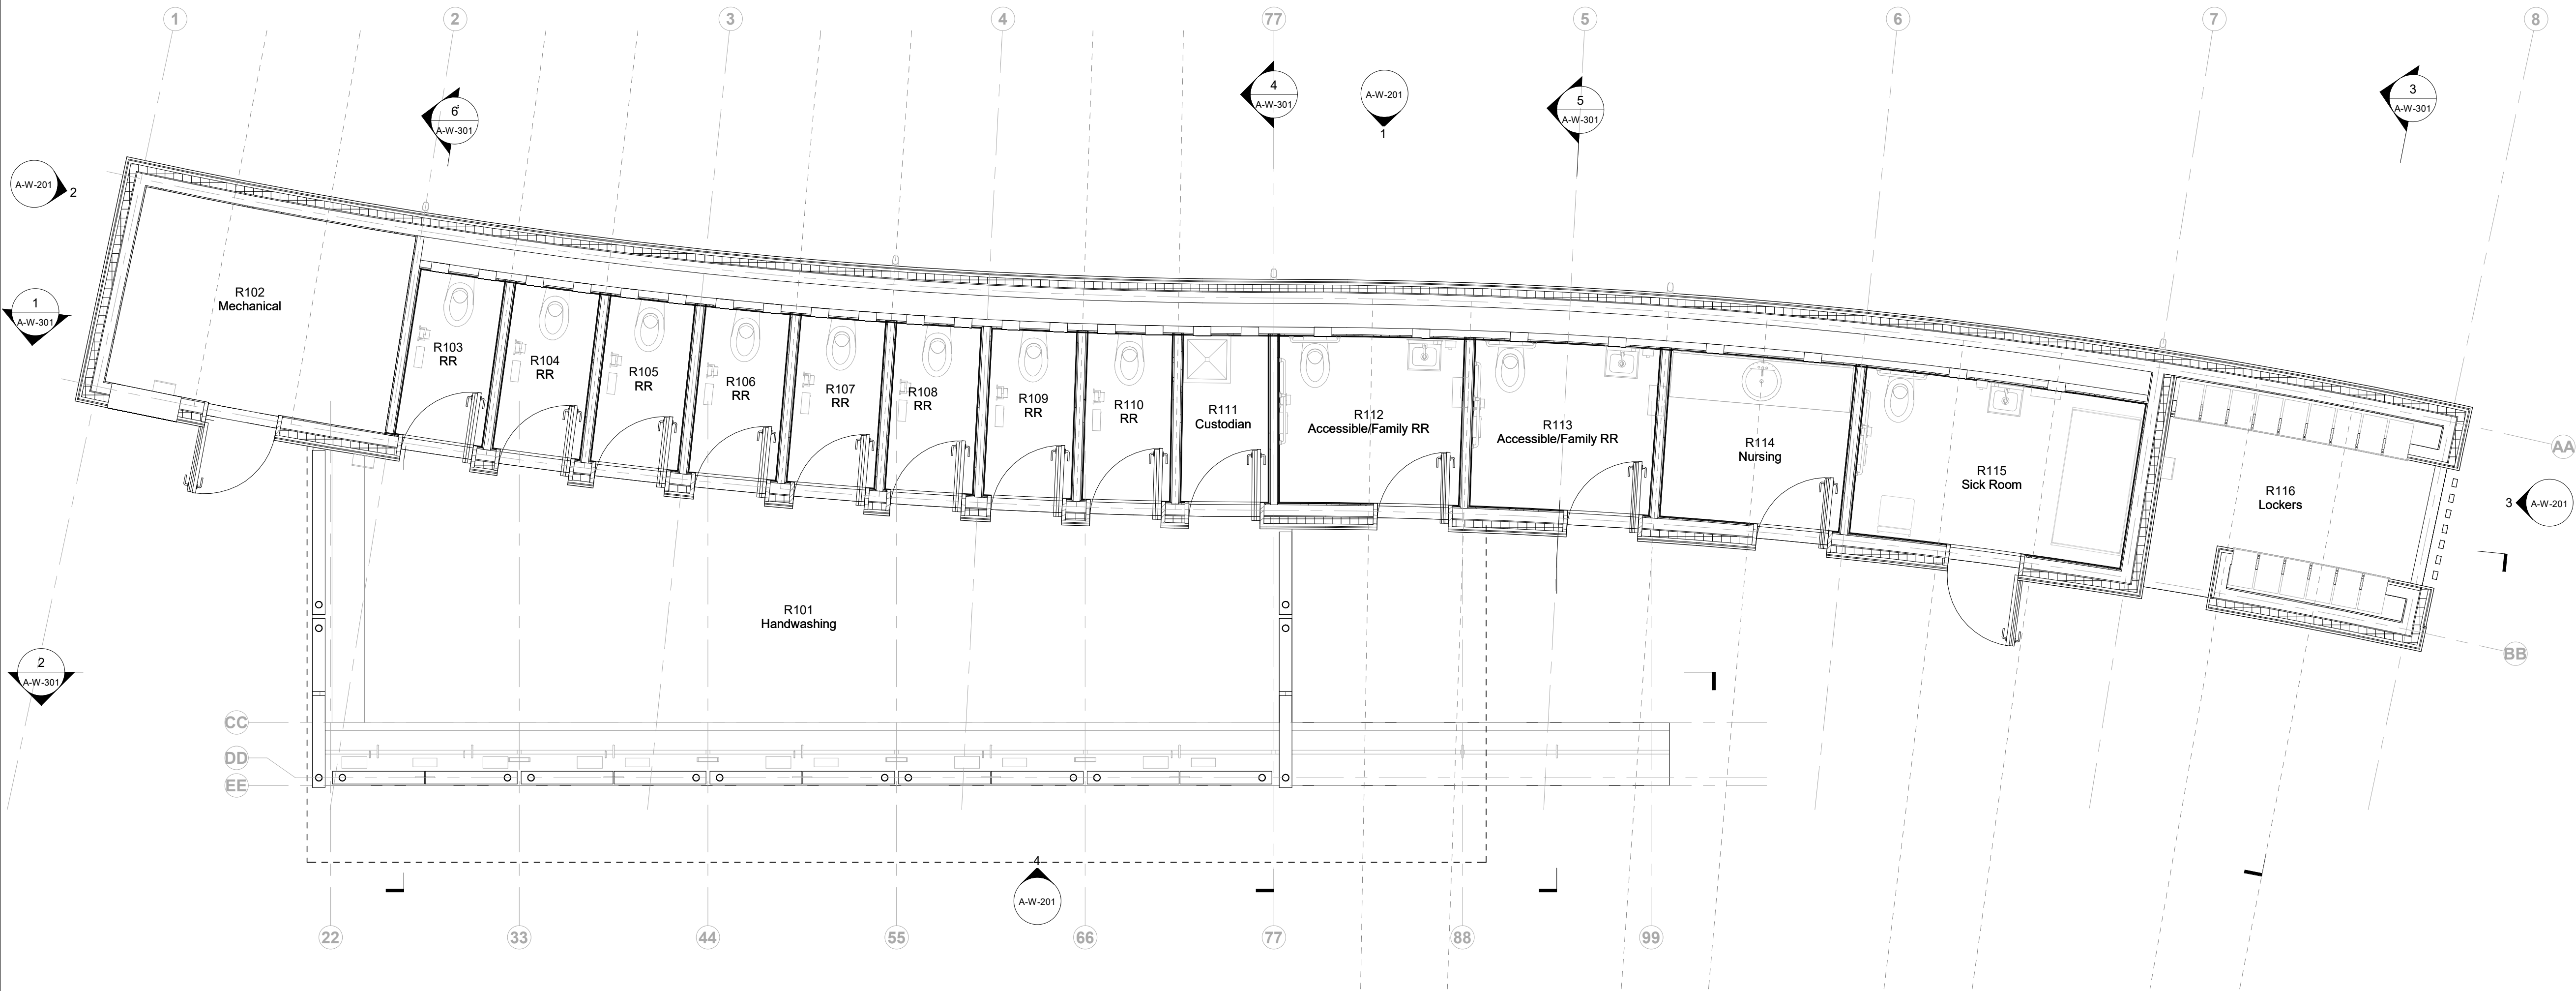 1
2
3
4
77
5
6
7
8
6
A-W-301
4
A-W-301
A-W-201
1
5
A-W-301
3
A-W-301
A-W-201
2
1
A-W-301
R102
Mechanical
R103
RR
R104
RR
R105
RR
R106
RR
R107
RR
R108
RR
R109
RR
R110
RR
R111
Custodian
R112
Accessible/Family RR
R113
Accessible/Family RR
R114
Nursing
R115
Sick Room
R116
Lockers
AA
3
A-W-201
BB
R101
Handwashing
2
A-W-301
CC
DD
EE
4
A-W-201
22
33
44
55
66
77
88
99